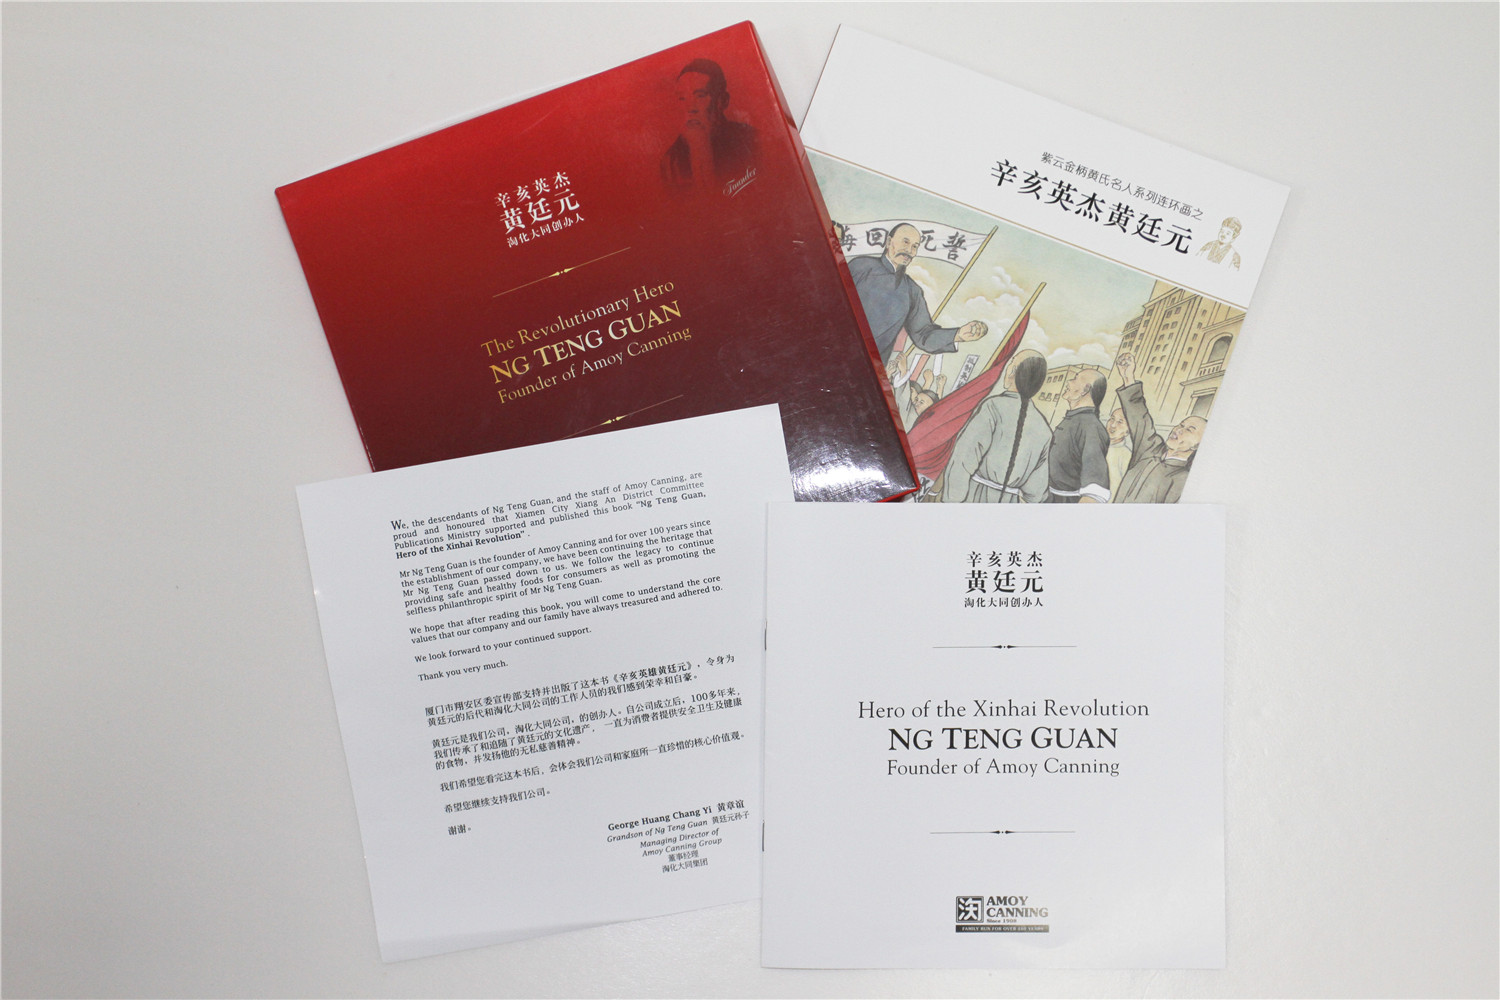 辛亥英杰
黄廷元
淘化大同创办人
The Revolutionary Hero
NG TENG GUAN
Founder of Amoy Canning
Founder
紫云金柄黄氏名人系列连环画之
辛亥英杰黄廷元
悔回死誓
We, the descendants of Ng Teng Guan, and the staff of Amoy Canning, are
proud and honoured that Xiamen City Xiang An District Committee
Publications Ministry supported and published this book "Ng Teng Guan,
Hero of the Xinhai Revolution" .
Mr Ng Teng Guan is the founder of Amoy Canning and for over 100 years since
the establishment of our company, we have been continuing the heritage that
Mr Ng Teng Guan passed down to us. We follow the legacy to continue
providing safe and healthy foods for consumers as well as promoting the
selfless philanthropic spirit of Mr Ng Teng Guan.
We hope that after reading this book, you will come to understand the core
values that our company and our family have always treasured and adhered to.
We look forward to your continued support.
Thank you very much.
厦门市翔安区委宣传部支持并出版了这本书《辛亥英雄黄廷元》，令身为
黄廷元的后代和淘化大同公司的工作人员的我们感到荣幸和自豪。
黄廷元是我们公司，淘化大同公司，的创办人。自公司成立后，100多年来，
我们传承了和追随了黄廷元的文化遗产， 一直为消费者提供安全卫生及健康
的食物，并发扬他的无私慈善精神。
我们希望您看完这本书后，会体会我们公司和家庭所一直珍惜的核心价值观。
希望您继续支持我们公司。
谢谢。
George Huang Chang Yi 黄章谊
Grandson of Ng Teng Guan 黄廷元孙子
Managing Director of
Amoy Canning Group
董事经理
淘化大同集团
辛亥英杰
黄廷元
淘化大同创办人
Hero of the Xinhai Revolution
NG TENG GUAN
Founder of Amoy Canning
AMOY
CANNING
Since 1908
FAMILY RUN FOR OVER 100 YEARS